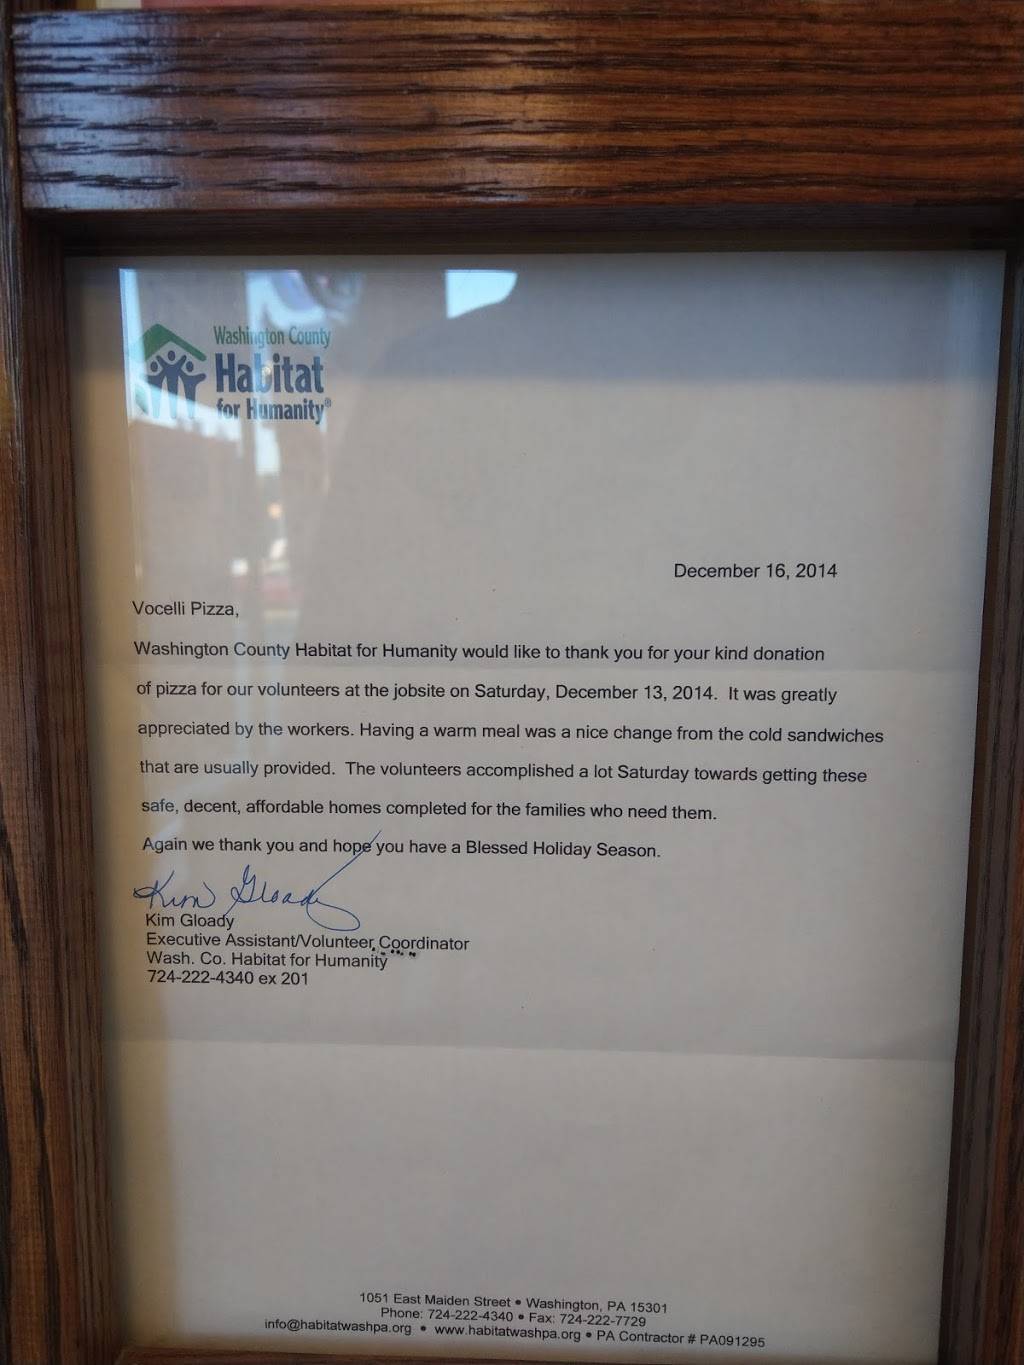 Washington County
Habitat
for Humanity®
December 16, 2014
Vocelli Pizza,
Washington County Habitat for Humanity would like to thank you for your kind donation
of pizza for our volunteers at the jobsite on Saturday, December 13, 2014.  It was greatly
appreciated by the workers. Having a warm meal was a nice change from the cold sandwiches
that are usually provided.  The volunteers accomplished a lot Saturday towards getting these
safe, decent, affordable homes completed for the families who need them.
Again we thank you and hope you have a Blessed Holiday Season.
Kim Gloady
Kim Gloady
Executive Assistant/Volunteer Coordinator
Wash. Co. Habitat for Humanity
724-222-4340 ex 201
1051 East Maiden Street • Washington, PA 15301
Phone: 724-222-4340 • Fax: 724-222-7729
info@habitatwashpa.org • www.habitatwashpa.org • PA Contractor # PA091295